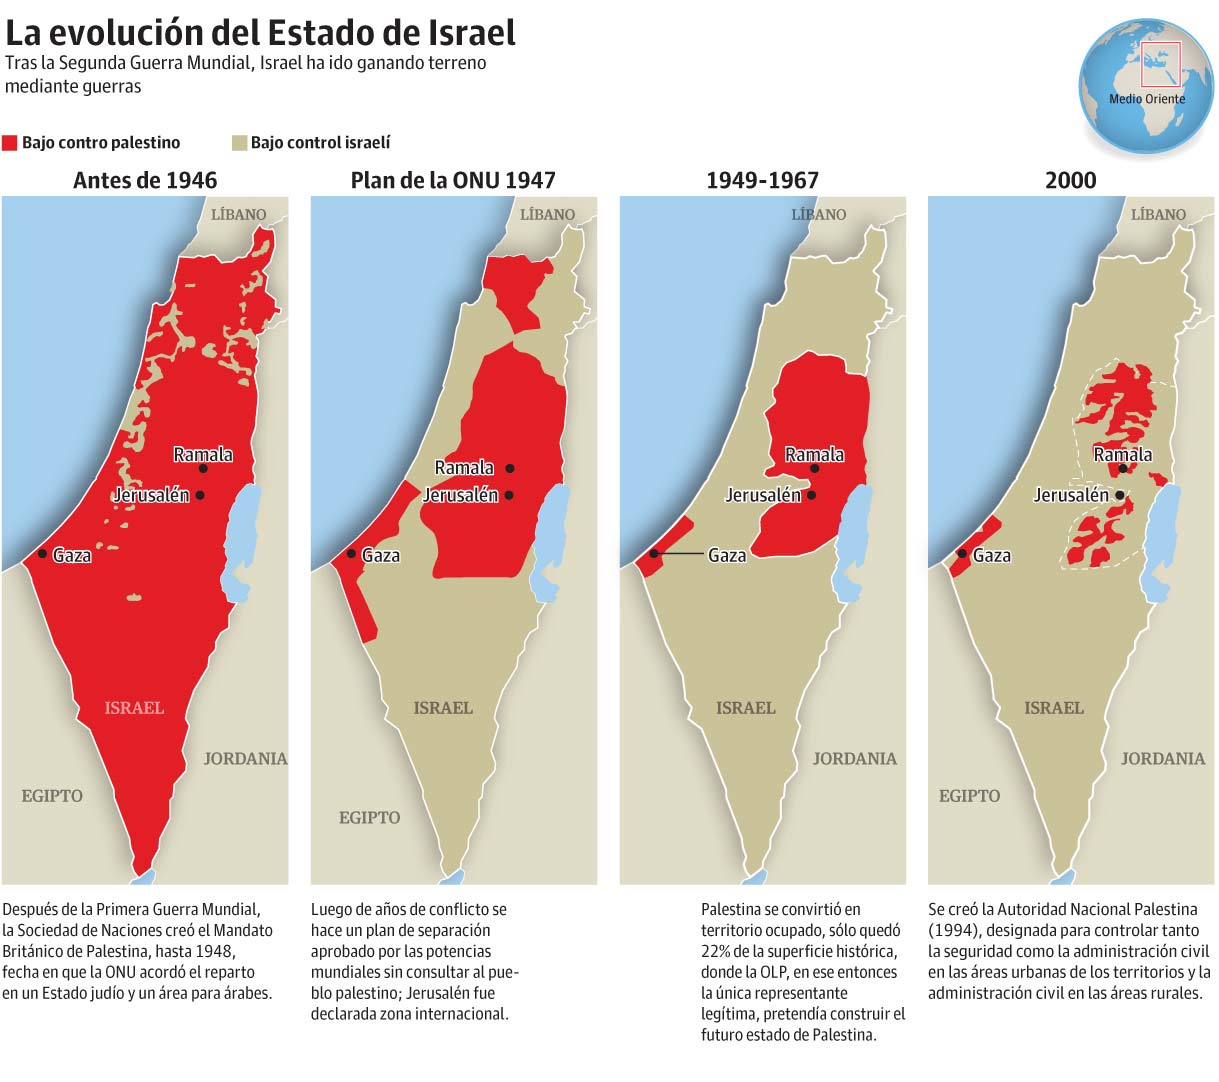 La evolución del Estado de Israel
Tras la Segunda Guerra Mundial, Israel ha ido ganando terreno
mediante guerras
Medio Oriente
Bajo contro palestino
Bajo control israelí
Antes de 1946
LÍBANO
Ramala
Jerusalén
Gaza
ISRAEL
JORDANIA
EGIPTO
Después de la Primera Guerra Mundial,
la Sociedad de Naciones creó el Mandato
Británico de Palestina, hasta 1948,
fecha en que la ONU acordó el reparto
en un Estado judío y un área para árabes.
Plan de la ONU 1947
LÍBANO
Ramala
Jerusalén
Gaza
ISRAEL
EGIPTO
Luego de años de conflicto se
hace un plan de separación
aprobado por las potencias
mundiales sin consultar al pue-
blo palestino; Jerusalén fue
declarada zona internacional.
1949-1967
LÍBANO
Ramala
Jerusalén
Gaza
ISRAEL
JORDANIA
Palestina se convirtió en
territorio ocupado, sólo quedó
22% de la superficie histórica,
donde la OLP, en ese entonces
la única representante
legítima, pretendía construir el
futuro estado de Palestina.
2000
LÍBANO
Ramala
Jerusalén
Gaza
ISRAEL
JORDANIA
EGIPTO
Se creó la Autoridad Nacional Palestina
(1994), designada para controlar tanto
la seguridad como la administración civil
en las áreas urbanas de los territorios y la
administración civil en las áreas rurales.